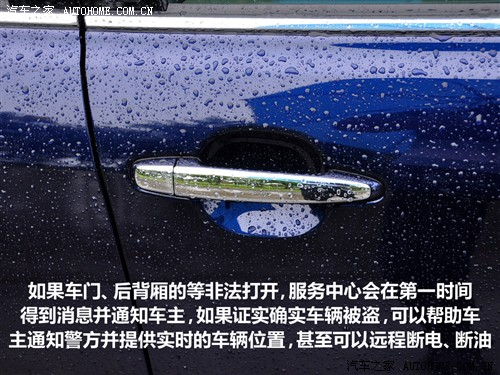 汽车之家 AUTOHOME.COM.CN
如果车门、后背厢的等非法打开，服务中心会在第一时间
得到消息并通知车主，如果证实确实车辆被盗，可以帮助车
主通知警方并提供实时的车辆位置，甚至可以远程断电、断油
汽车之家 AUTOHOME.COM.CN